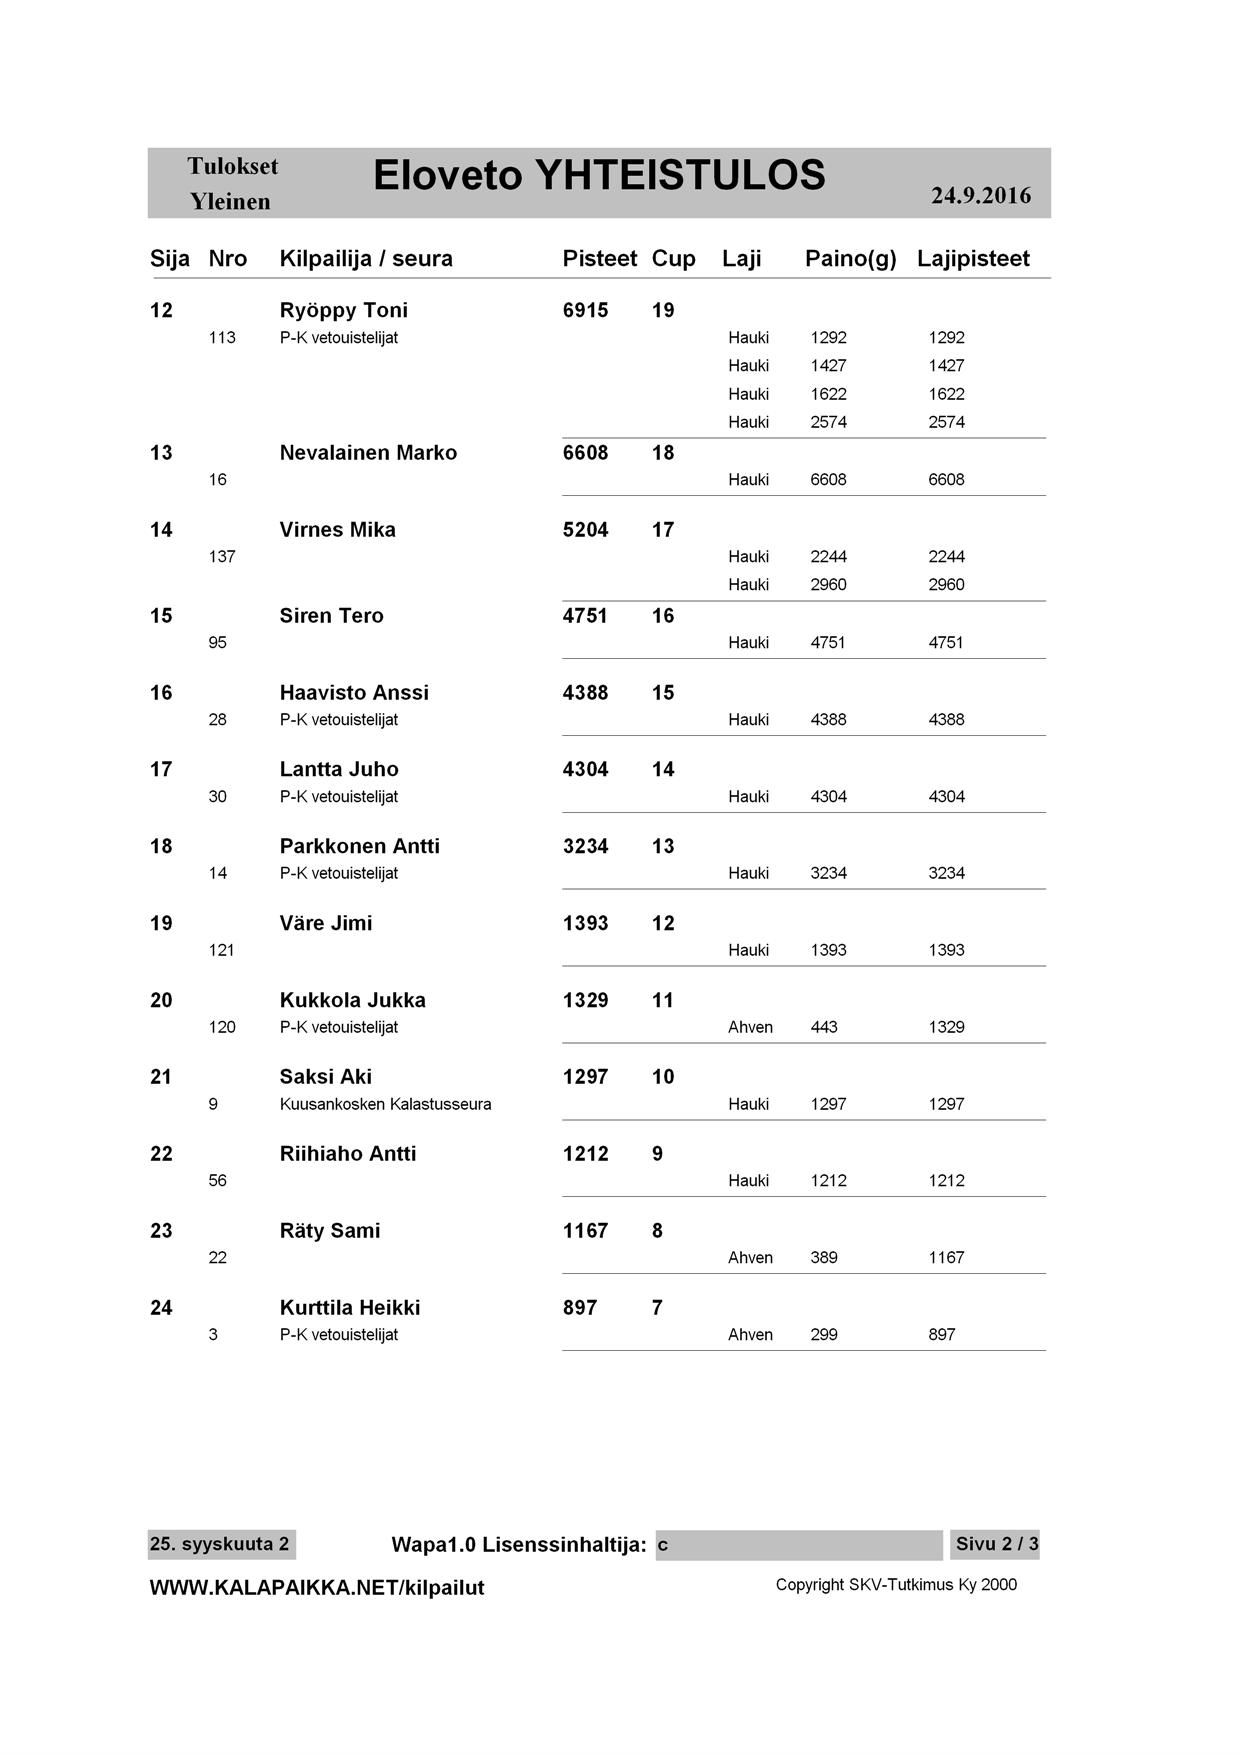 Tulokset
Yleinen
Eloveto YHTEISTULOS
24.9.2016
Sija Nro Kilpailija / seura Pisteet Cup Laji Paino(g) Lajipisteet
12 Ryöppy Toni 6915 19
113 P-K vetouistelijat Hauki 1292 1292
Hauki 1427 1427
Hauki 1622 1622
Hauki 2574 2574
13 Nevalainen Marko 6608 18
16 Hauki 6608 6608
14 Virnes Mika 5204 17
137 Hauki 2244 2244
Hauki 2960 2960
15 Siren Tero 4751 16
95 Hauki 4751 4751
16 Haavisto Anssi 4388 15
28 P-K vetouistelijat Hauki 4388 4388
17 Lantta Juho 4304 14
30 P-K vetouistelijat Hauki 4304 4304
18 Parkkonen Antti 3234 13
14 P-K vetouistelijat Hauki 3234 3234
19 Väre Jimi 1393 12
121 Hauki 1393 1393
20 Kukkola Jukka 1329 11
120 P-K vetouistelijat Ahven 443 1329
21 Saksi Aki 1297 10
9 Kuusankosken Kalastusseura Hauki 1297 1297
22 Riihiaho Antti 1212 9
56 Hauki 1212 1212
23 Räty Sami 1167 8
22 Ahven 389 1167
24 Kurttila Heikki 897 7
3 P-K vetouistelijat Ahven 299 897
25. syyskuuta 2 Wapa1.0 Lisenssinhaltija: c Sivu 2 / 3
WWW.KALAPAIKKA.NET/kilpailut Copyright SKV-Tutkimus Ky 2000